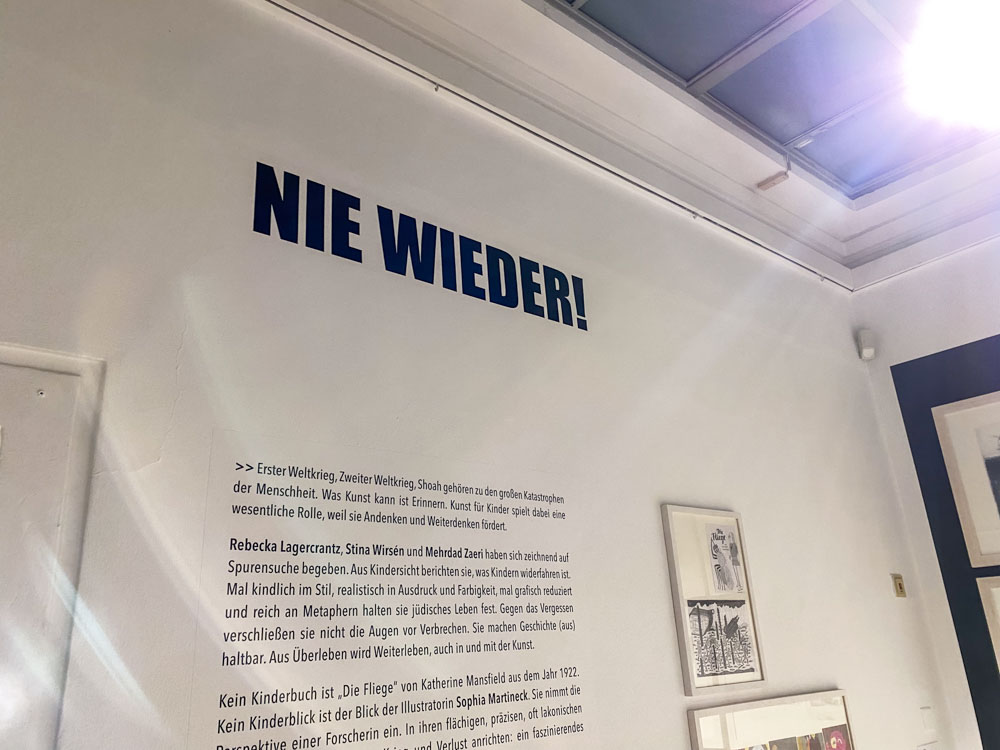 NIE WIEDER!
>> Erster Weltkrieg, Zweiter Weltkrieg, Shoah gehören zu den großen Katastrophen
der Menschheit. Was Kunst kann ist Erinnern. Kunst für Kinder spielt dabei eine
wesentliche Rolle, weil sie Andenken und Weiterdenken fördert.
Rebecka Lagercrantz, Stina Wirsén und Mehrdad Zaeri haben sich zeichnend auf
Spurensuche begeben. Aus Kindersicht berichten sie, was Kindern widerfahren ist.
Mal kindlich im Stil, realistisch in Ausdruck und Farbigkeit, mal grafisch reduziert
und reich an Metaphern halten sie jüdisches Leben fest. Gegen das Vergessen
verschließen sie nicht die Augen vor Verbrechen. Sie machen Geschichte (aus)
haltbar. Aus Überleben wird Weiterleben, auch in und mit der Kunst.
Kein Kinderbuch ist „Die Fliege" von Katherine Mansfield aus dem Jahr 1922.
Kein Kinderblick ist der Blick der Illustratorin Sophia Martineck. Sie nimmt die
Perspektive einer Forscherin ein. In ihren flächigen, präzisen, oft lakonischen
und Verlust anrichten: ein faszinierendes
Die Fliege